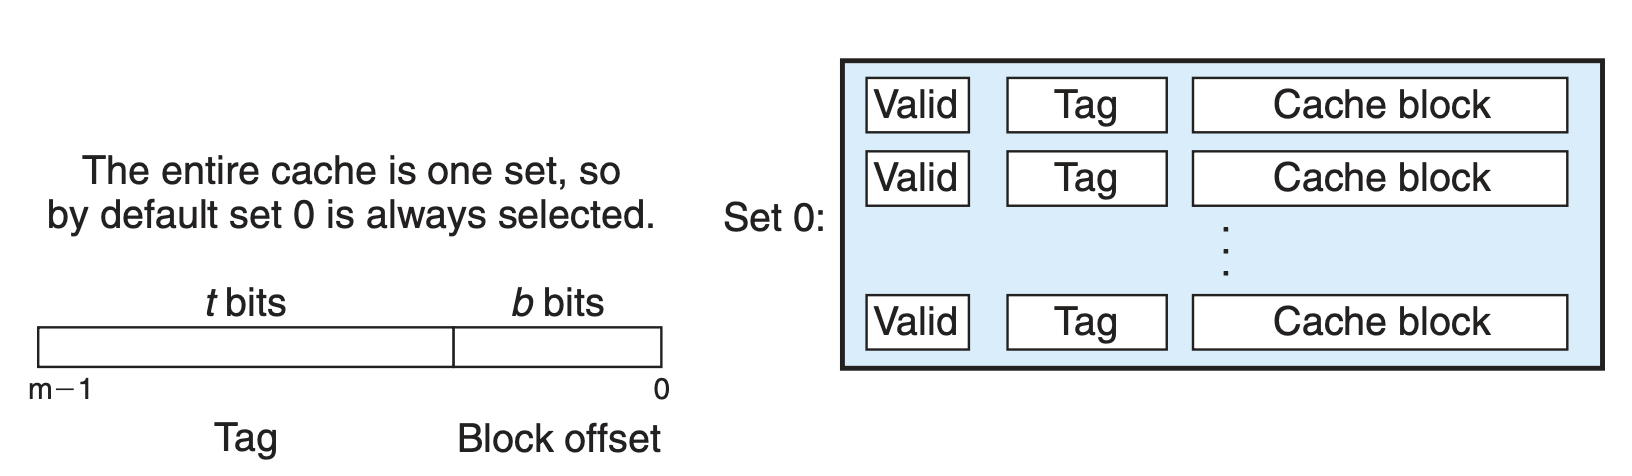 The entire cache is one set, so
by default set 0 is always selected.
t bits b bits
m−1 0
Tag Block offset
Set 0:
Valid Tag Cache block
Valid Tag Cache block
⋮
Valid Tag Cache block